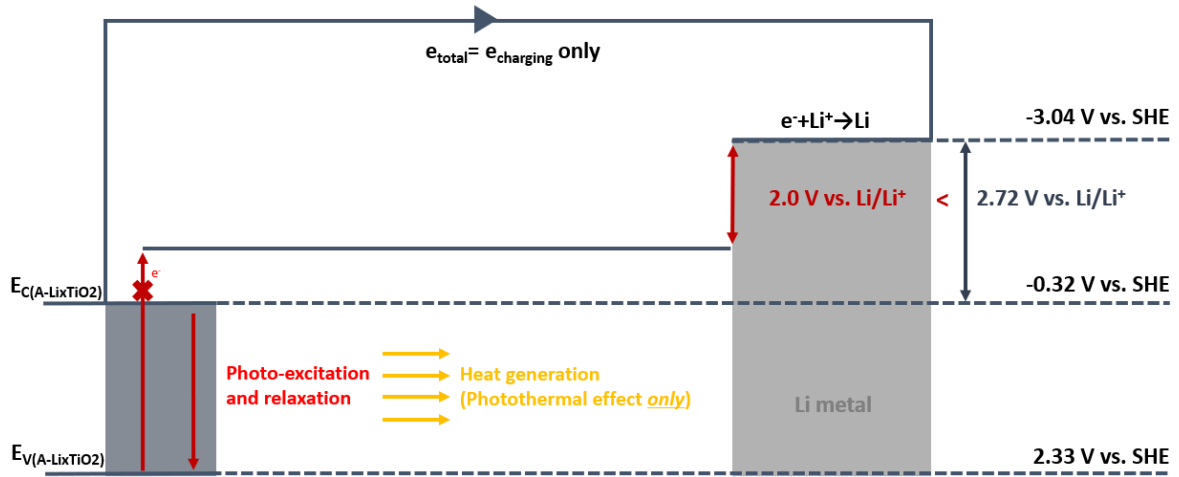 e_total= e_charging only
e⁻+Li⁺→Li
-3.04 V vs. SHE
2.0 V vs. Li/Li⁺ < 2.72 V vs. Li/Li⁺
e⁻
E_C(A-LixTiO2)
-0.32 V vs. SHE
Photo-excitation
and relaxation
Heat generation
(Photothermal effect only)
Li metal
E_V(A-LixTiO2)
2.33 V vs. SHE